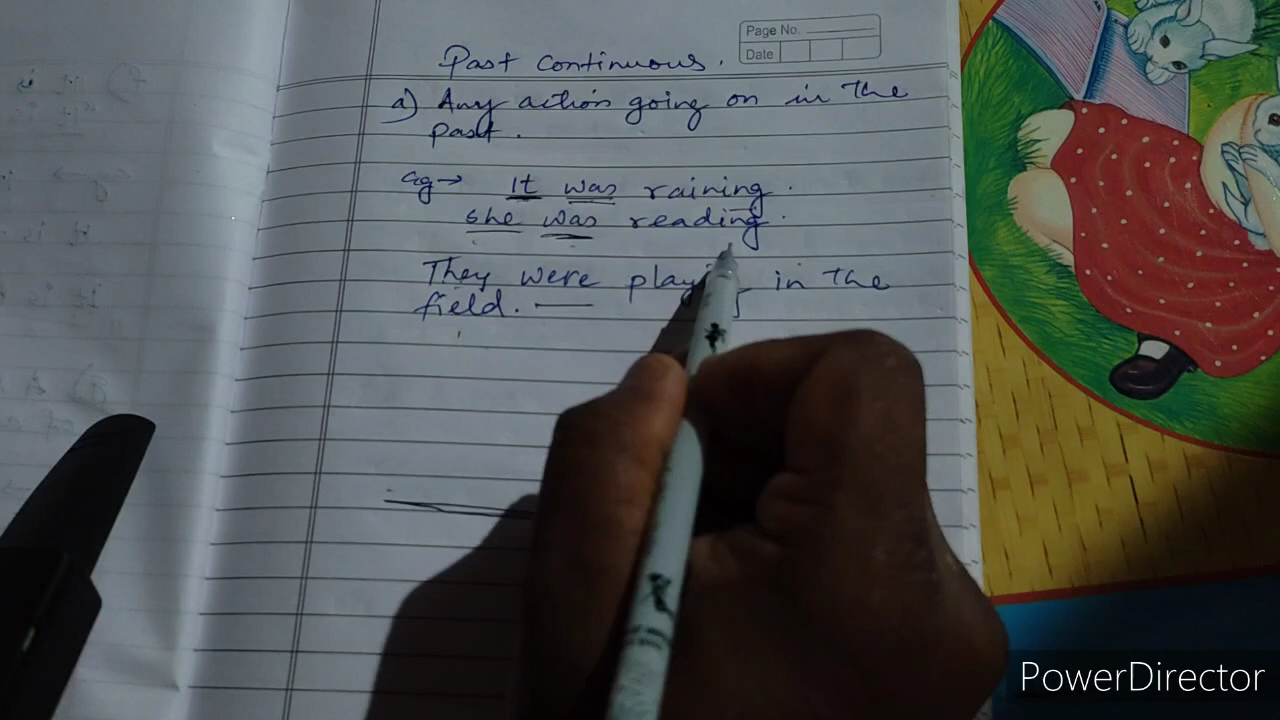 Page No.
Date
Past continuous.
a) Any action going on in the
past.
eg→ It was raining.
she was reading.
They were in the
field. —
PowerDirector